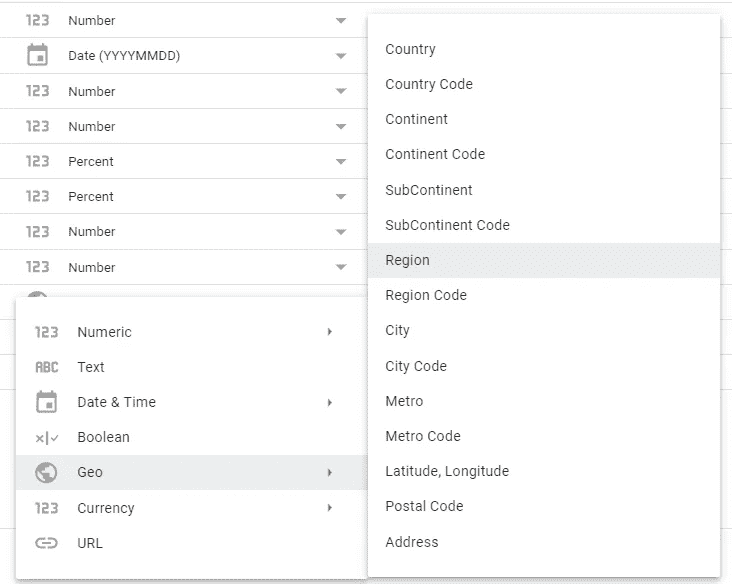 123 Number
Date (YYYYMMDD)
123 Number
123 Number
123 Percent
123 Percent
123 Number
123 Number
123 Numeric
ABC Text
Date & Time
Boolean
Geo
123 Currency
URL
Country
Country Code
Continent
Continent Code
SubContinent
SubContinent Code
Region
Region Code
City
City Code
Metro
Metro Code
Latitude, Longitude
Postal Code
Address